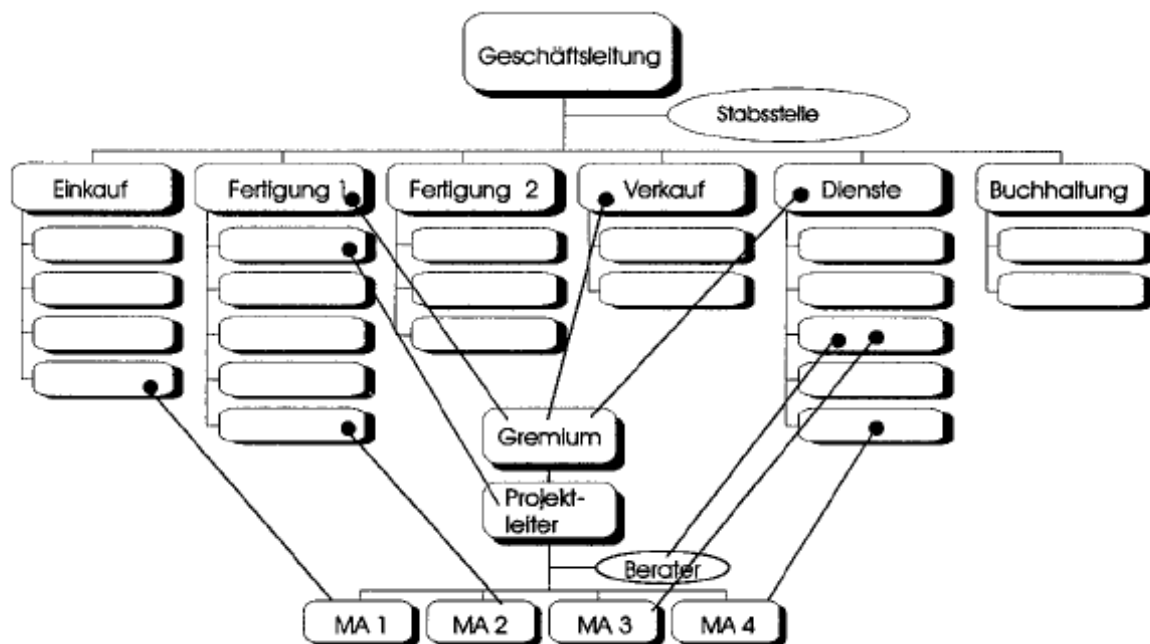 Geschäftsleitung
Stabsstelle
Einkauf
Fertigung 1
Fertigung 2
Verkauf
Dienste
Buchhaltung
Gremium
Projekt-
leiter
Berater
MA 1
MA 2
MA 3
MA 4